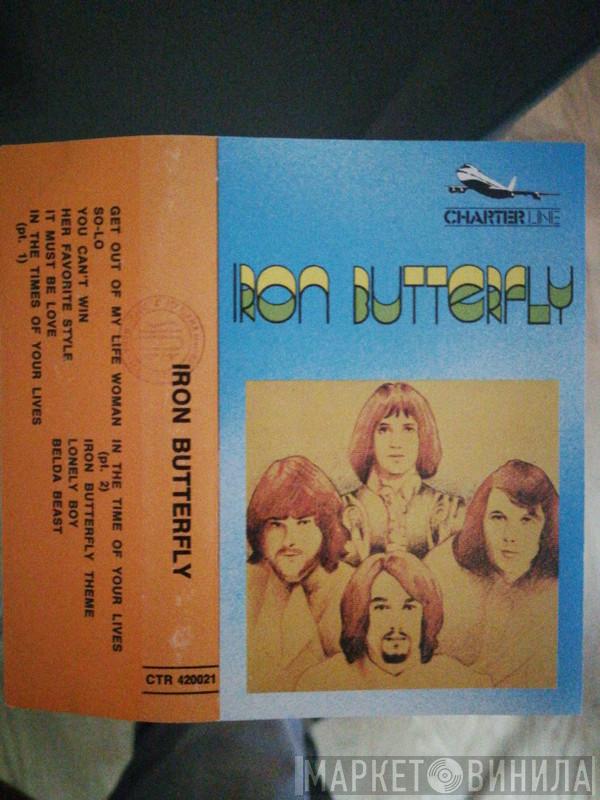 CHARTER LINE
IRON BUTTERFLY
IRON BUTTERFLY
CTR 420021
GET OUT OF MY LIFE WOMAN
SO-LO
YOU CAN'T WIN
HER FAVORITE STYLE
IT MUST BE LOVE
IN THE TIMES OF YOUR LIVES
(pt. 1)
IN THE TIME OF YOUR LIVES
(pt. 2)
IRON BUTTERFLY THEME
LONELY BOY
BELDA BEAST
МАРКЕТ ВИНИЛА